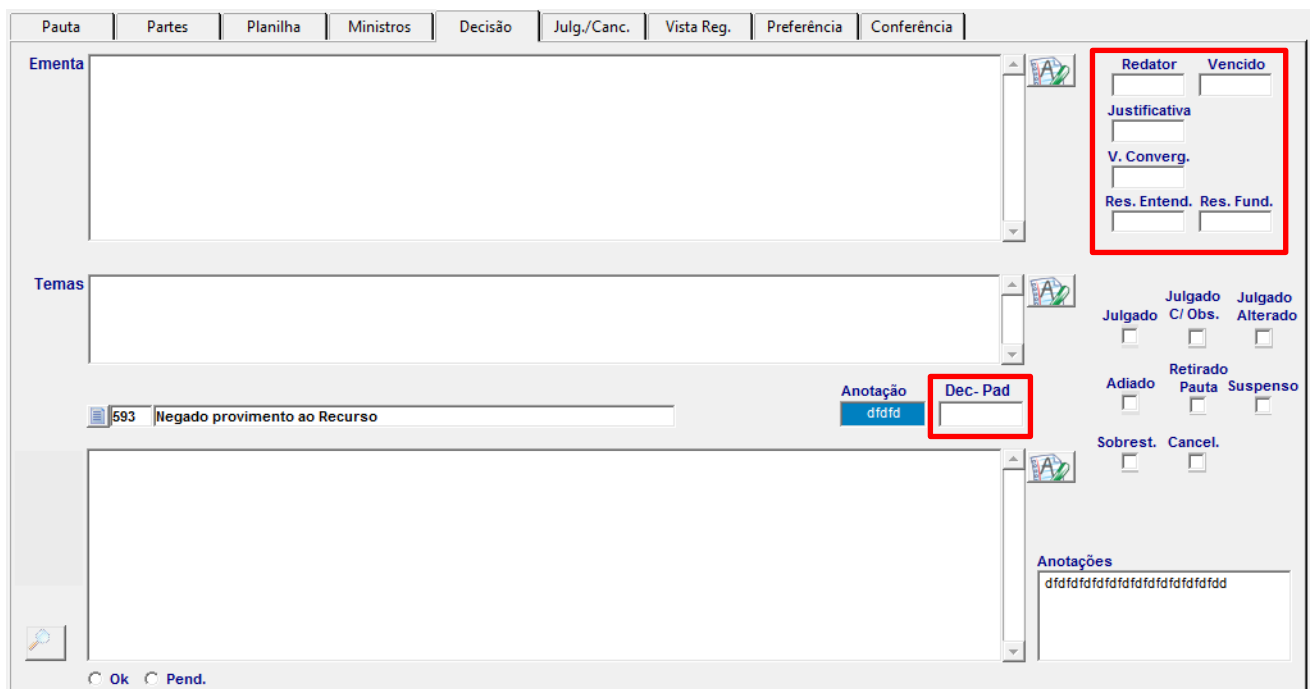 Pauta Partes Planilha Ministros Decisão Julg./Canc. Vista Reg. Preferência Conferência
Ementa
Redator Vencido
Justificativa
V. Converg.
Res. Entend. Res. Fund.
Temas
Julgado Julgado C/ Obs. Julgado Alterado
Adiado Retirado Pauta Suspenso
Anotação Dec- Pad
593 Negado provimento ao Recurso dfdfd
Sobrest. Cancel.
Anotações
dfdfdfdfdfdfdfdfdfdfdfdfdfdd
Ok Pend.